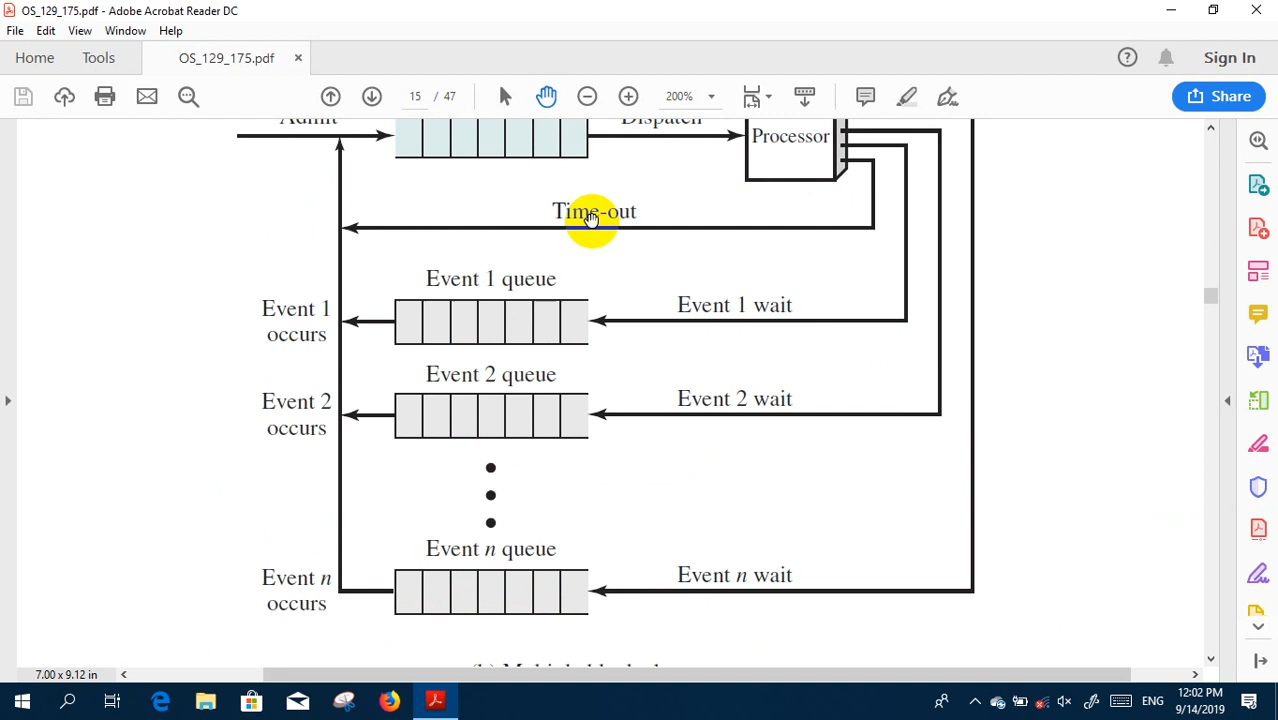 OS_129_175.pdf - Adobe Acrobat Reader DC
File Edit View Window Help
Home Tools OS_129_175.pdf × Sign In
15 / 47 200% Share
Admit Dispatch
Processor
Time-out
Event 1 queue
Event 1 wait
Event 1
occurs
Event 2 queue
Event 2 wait
Event 2
occurs
Event n queue
Event n wait
Event n
occurs
7.00 x 9.12 in
ENG
12:02 PM
9/14/2019